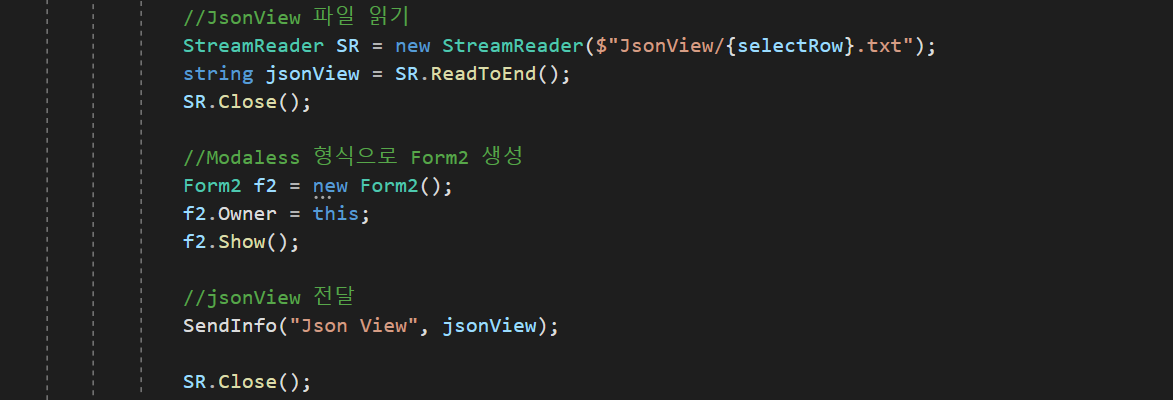 //JsonView 파일 읽기
StreamReader SR = new StreamReader($"JsonView/{selectRow}.txt");
string jsonView = SR.ReadToEnd();
SR.Close();
//Modaless 형식으로 Form2 생성
Form2 f2 = new Form2();
f2.Owner = this;
f2.Show();
//jsonView 전달
SendInfo("Json View", jsonView);
SR.Close();